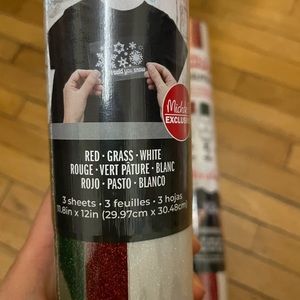 Michaels
EXCLUSIVE
RED · GRASS · WHITE
ROUGE · VERT PÂTURE · BLANC
ROJO · PASTO · BLANCO
3 sheets · 3 feuilles · 3 hojas
11.8in x 12in (29.97cm x 30.48cm)